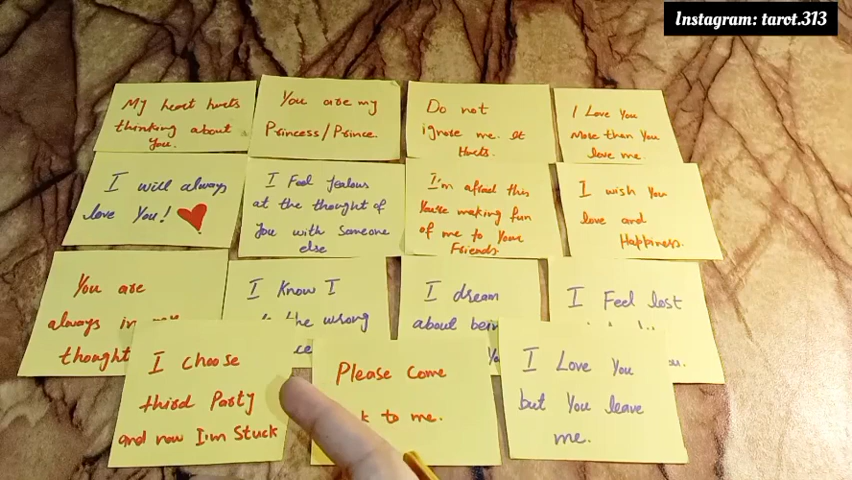 Instagram: tarot.313
My heart hurts
thinking about
you.
You are my
Princess/Prince.
Do not
ignore me. It
Hurts.
I Love You
More than You
love me.
I will always
love You!
I Feel Jealous
at the thought of
you with someone
else
I'm afraid this
You're making fun
of me to your
Friends.
I wish you
love and
Happiness.
You are
always in
thought
I Know I
the wrong
I dream
about
I Feel lost
I choose
third Party
and now I'm Stuck
Please come
to me.
I Love You
but You leave
me.